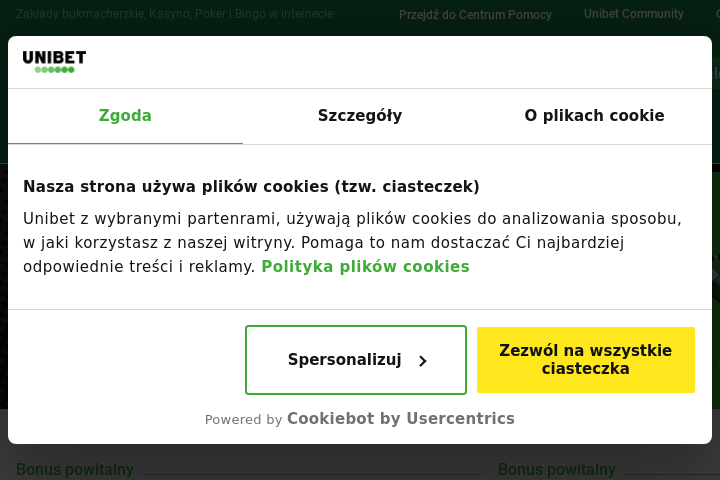 Zakłady bukmacherskie, Kasyno, Poker i Bingo w internecie
Przejdź do Centrum Pomocy
Unibet Community
UNIBET
Zgoda
Szczegóły
O plikach cookie
Nasza strona używa plików cookies (tzw. ciasteczek)
Unibet z wybranymi partenrami, używają plików cookies do analizowania sposobu,
w jaki korzystasz z naszej witryny. Pomaga to nam dostaczać Ci najbardziej
odpowiednie treści i reklamy. Polityka plików cookies
Spersonalizuj
Zezwól na wszystkie
ciasteczka
Powered by Cookiebot by Usercentrics
Bonus powitalny
Bonus powitalny